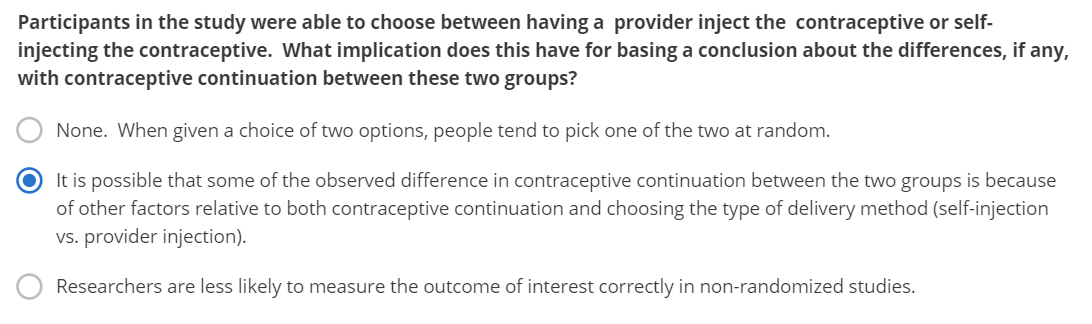 Participants in the study were able to choose between having a  provider inject the  contraceptive or self-
injecting the contraceptive.  What implication does this have for basing a conclusion about the differences, if any,
with contraceptive continuation between these two groups?
None.  When given a choice of two options, people tend to pick one of the two at random.
It is possible that some of the observed difference in contraceptive continuation between the two groups is because
of other factors relative to both contraceptive continuation and choosing the type of delivery method (self-injection
vs. provider injection).
Researchers are less likely to measure the outcome of interest correctly in non-randomized studies.